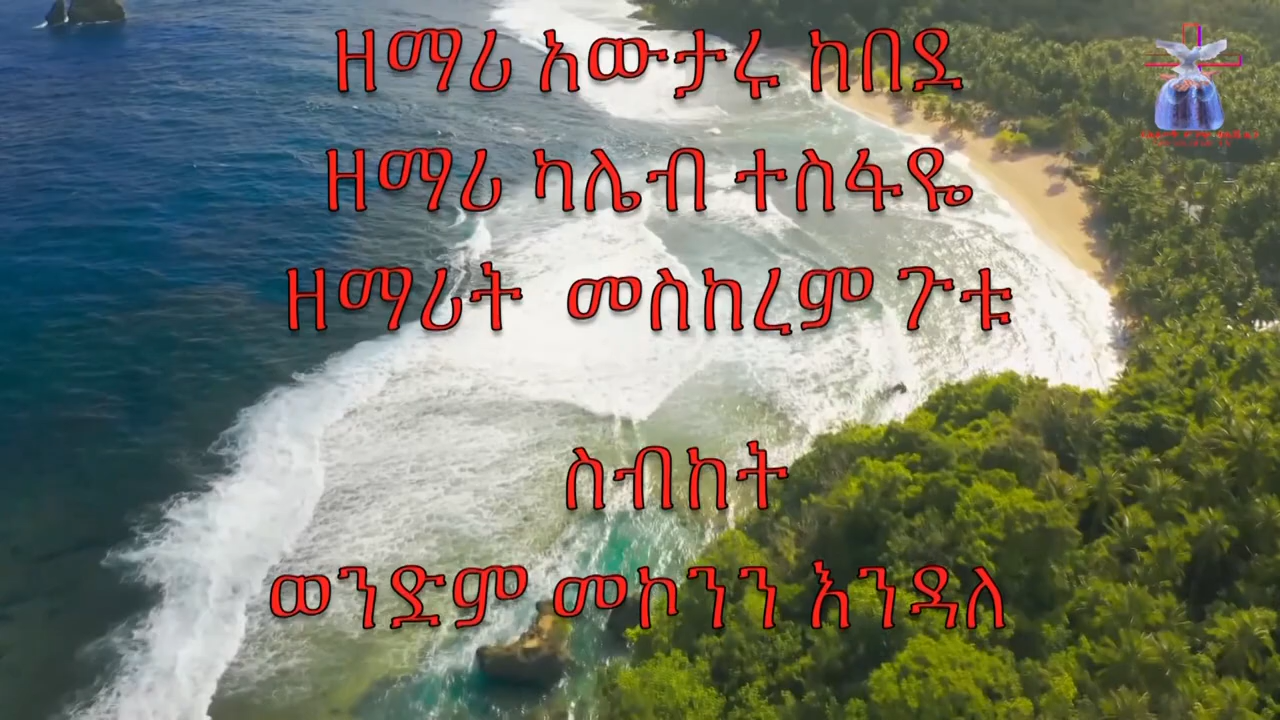 ዘማሪ አውታሩ ከበደ
ዘማሪ ካሌብ ተስፋዬ
ዘማሪት መስከረም ጉቱ
ስብከት
ወንድም መኮንን እንዳለ